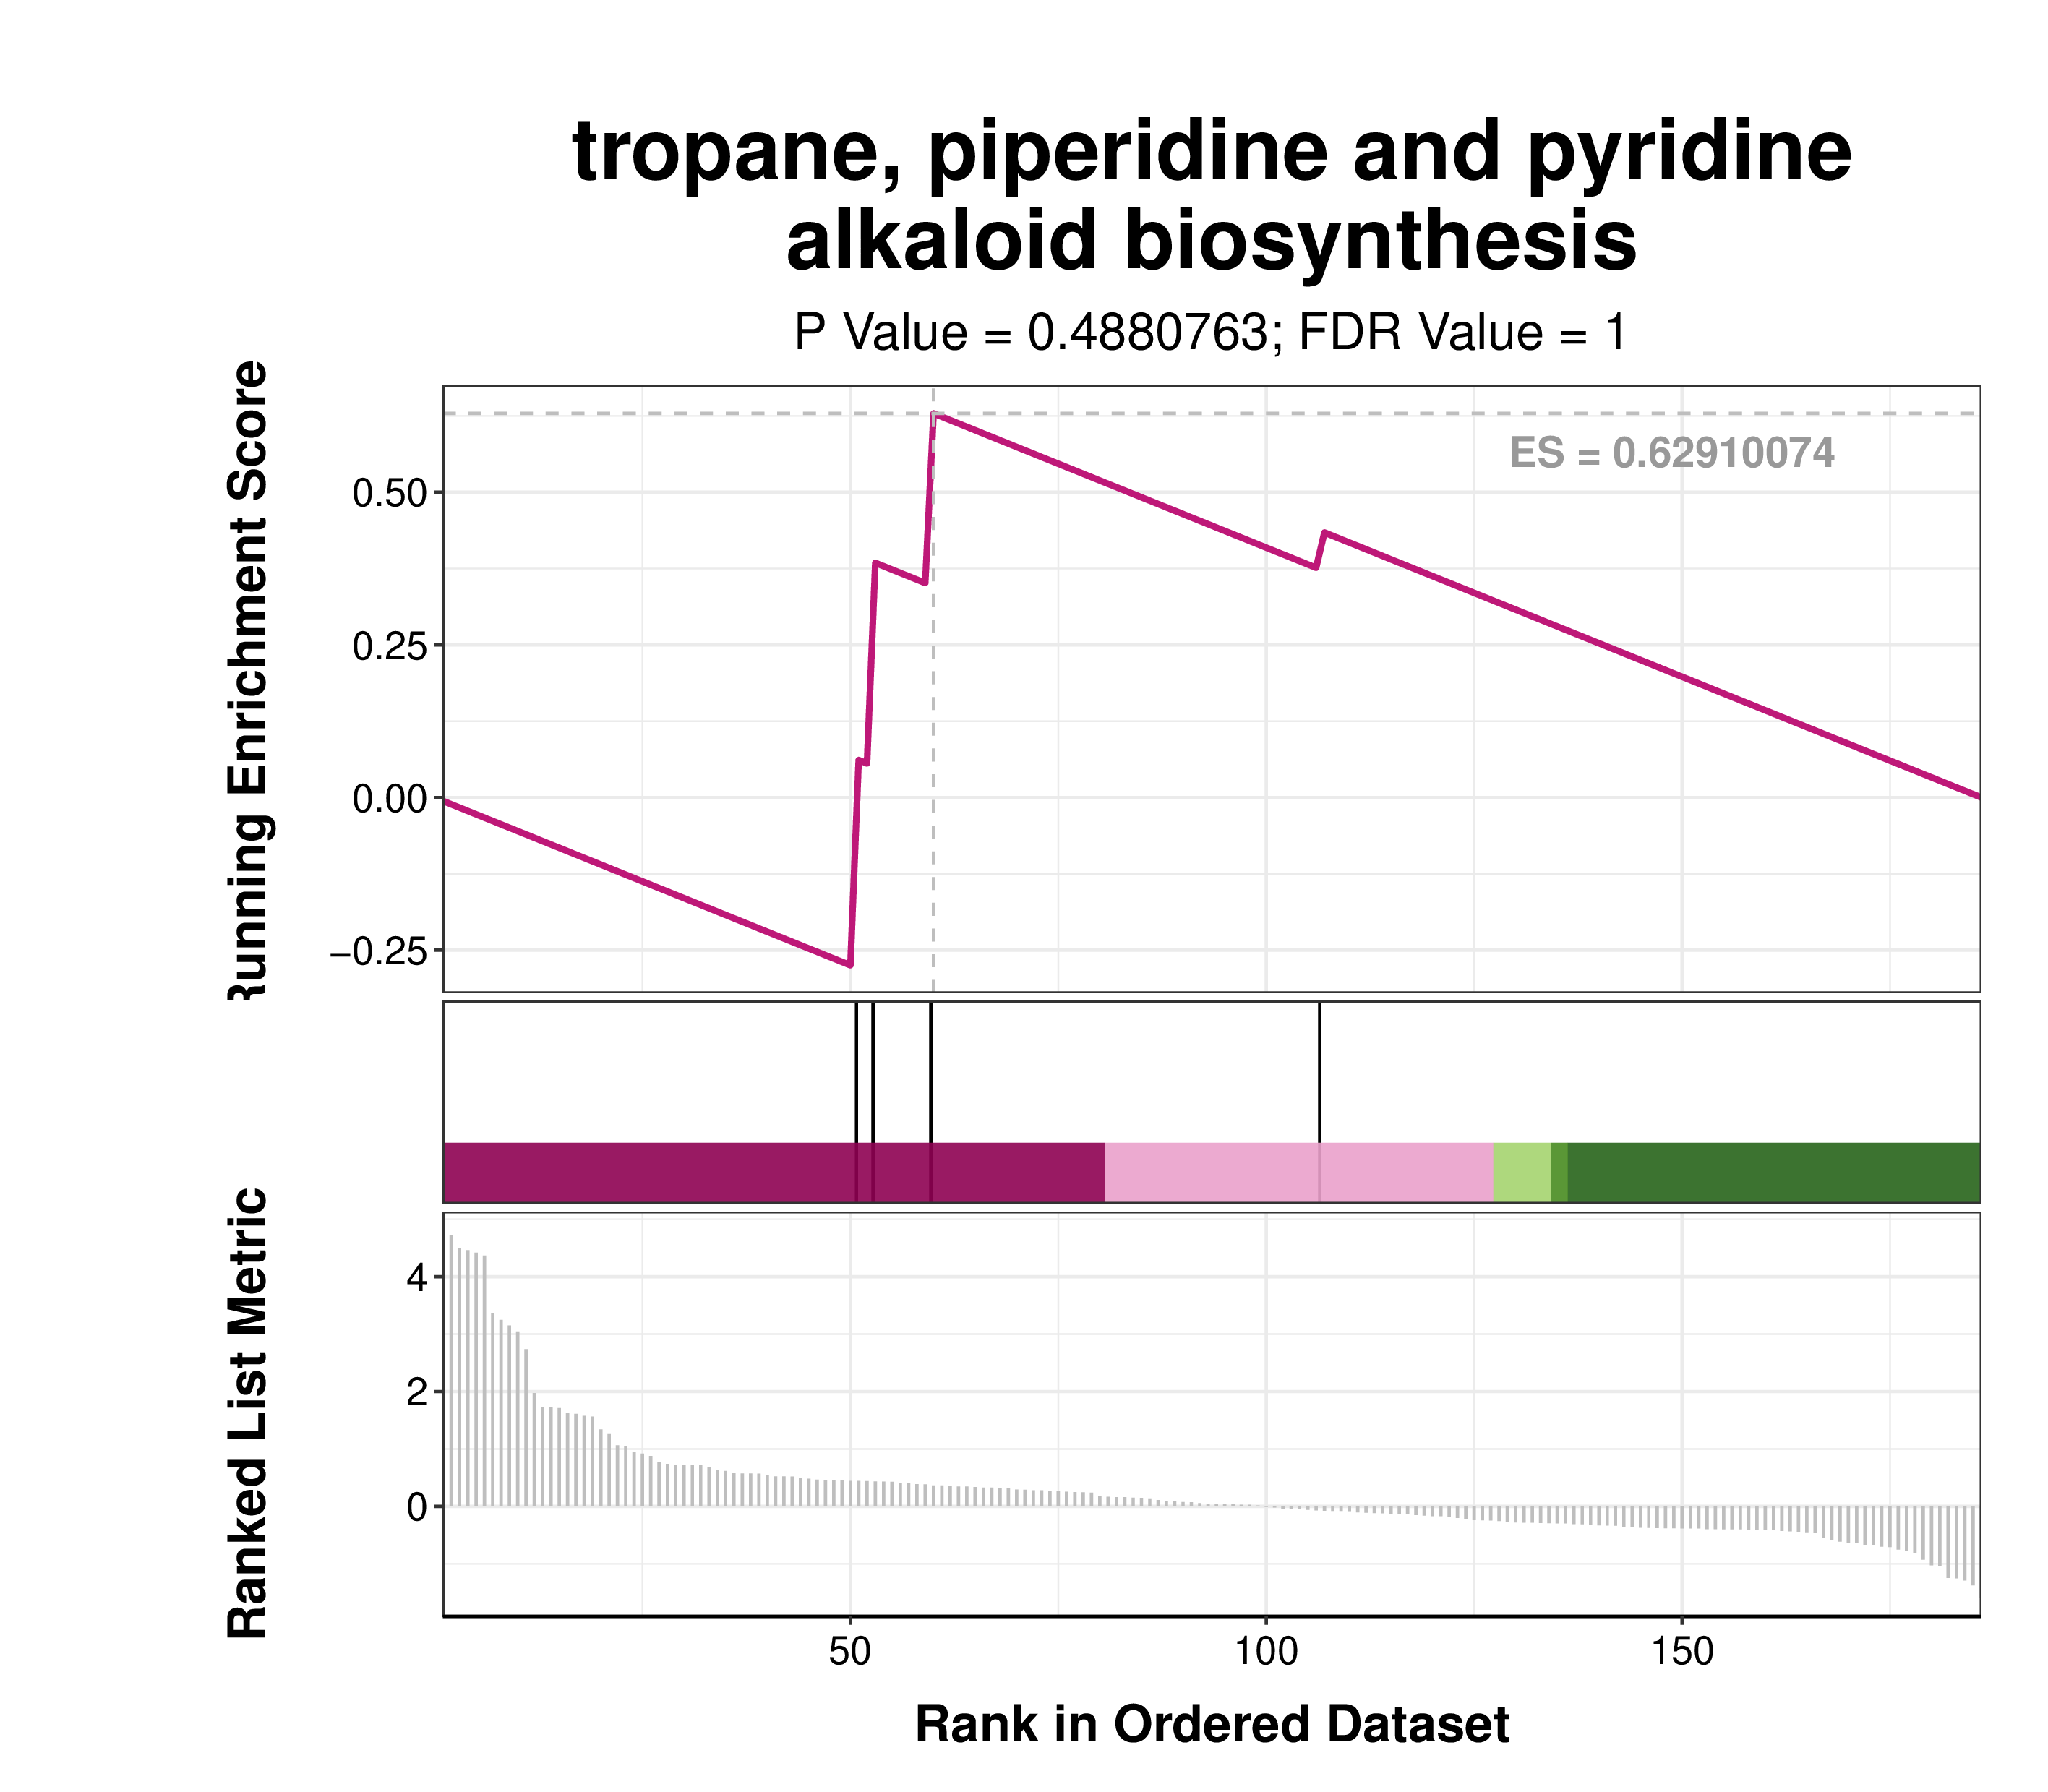 tropane, piperidine and pyridine
alkaloid biosynthesis
P Value = 0.4880763; FDR Value = 1
Running Enrichment Score
ES = 0.62910074
0.50
0.25
0.00
−0.25
Ranked List Metric
4
2
0
50 100 150
Rank in Ordered Dataset